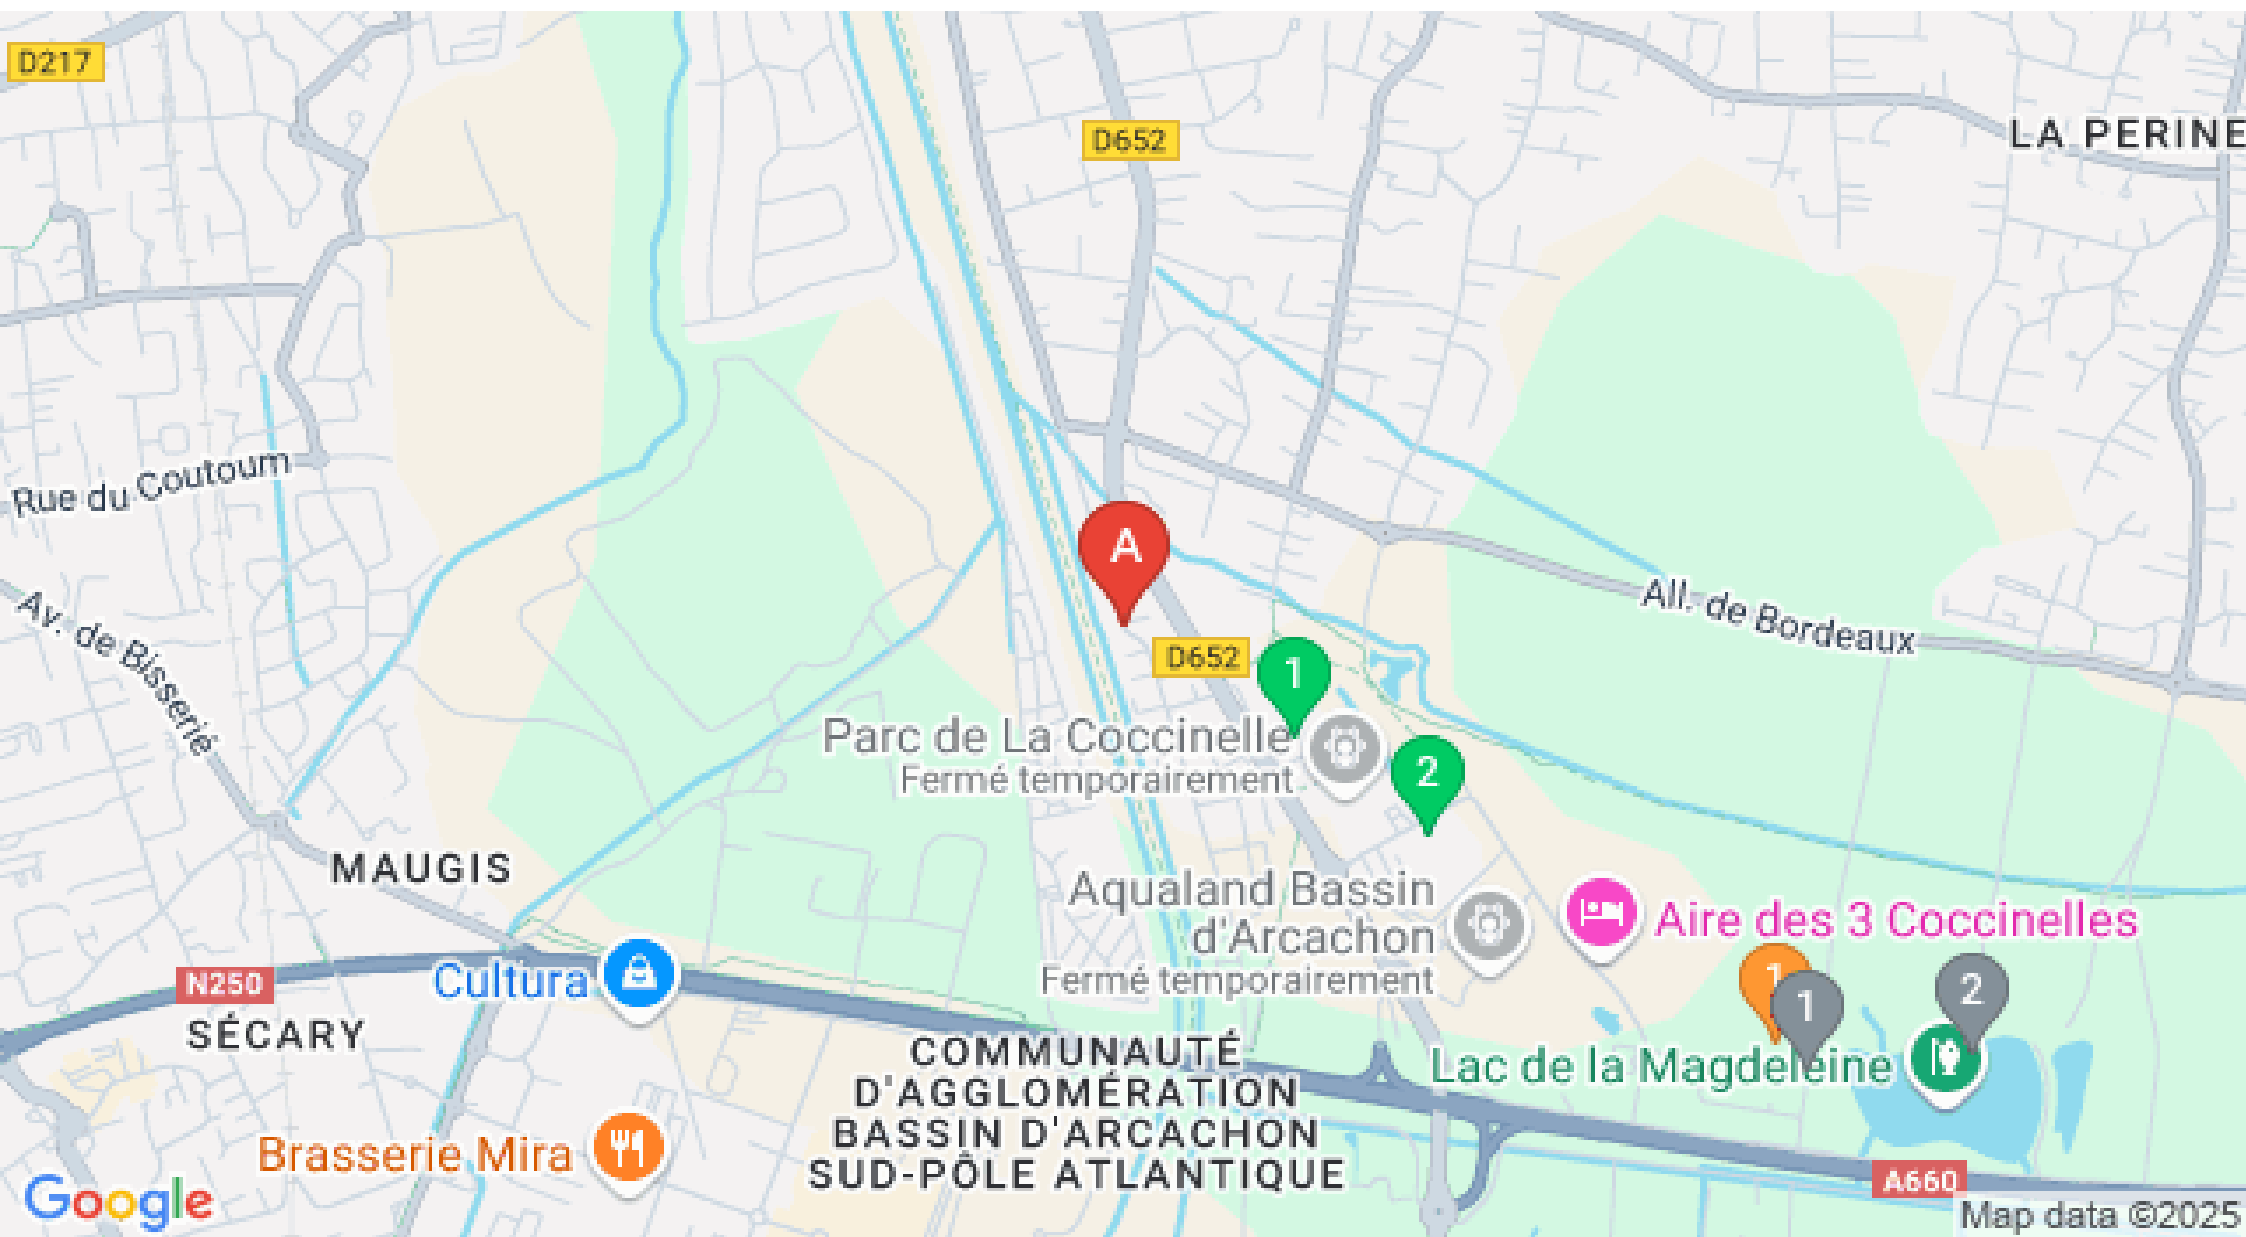 D217
D652
LA PERINE
Rue du Coutoum
A
All. de Bordeaux
Av. de Bisserié
D652
1
Parc de La Coccinelle
Fermé temporairement
2
MAUGIS
Aqualand Bassin
d'Arcachon
Fermé temporairement
Aire des 3 Coccinelles
N250
Cultura
1
1
2
SÉCARY
COMMUNAUTÉ
D'AGGLOMÉRATION
BASSIN D'ARCACHON
SUD-PÔLE ATLANTIQUE
Lac de la Magdeleine
Brasserie Mira
A660
Google
Map data ©2025